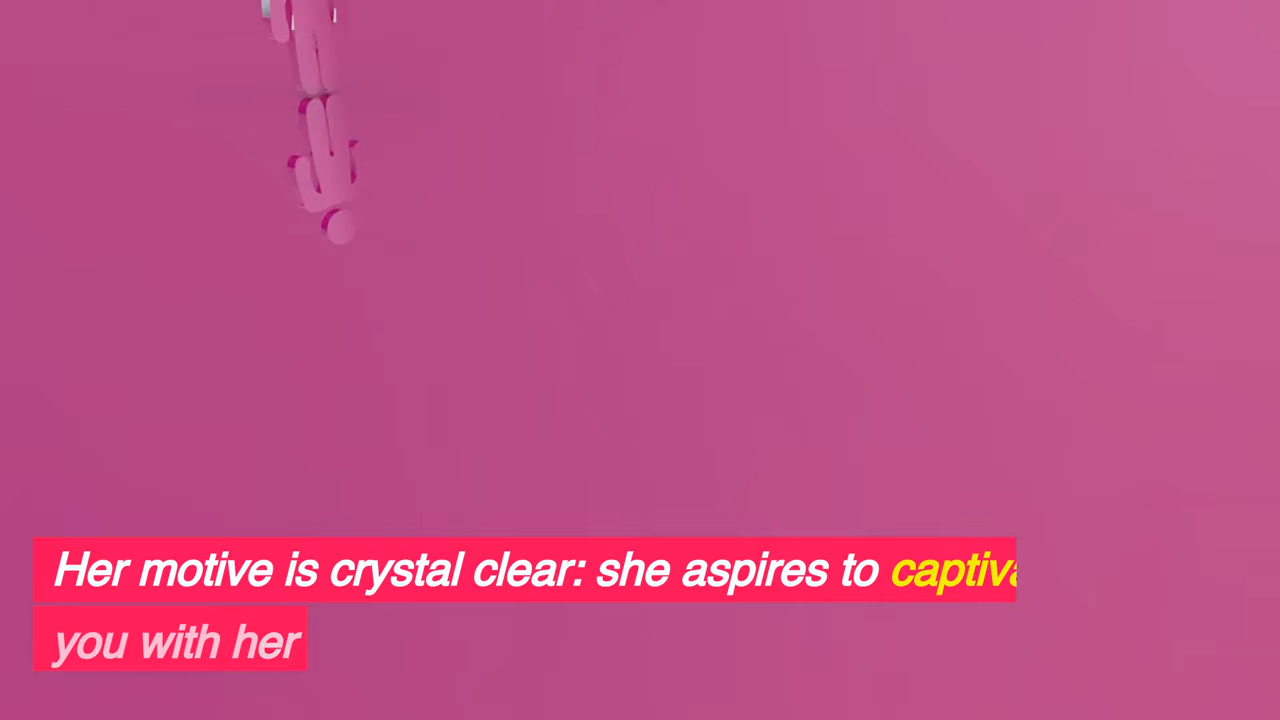 Her motive is crystal clear: she aspires to
you with her